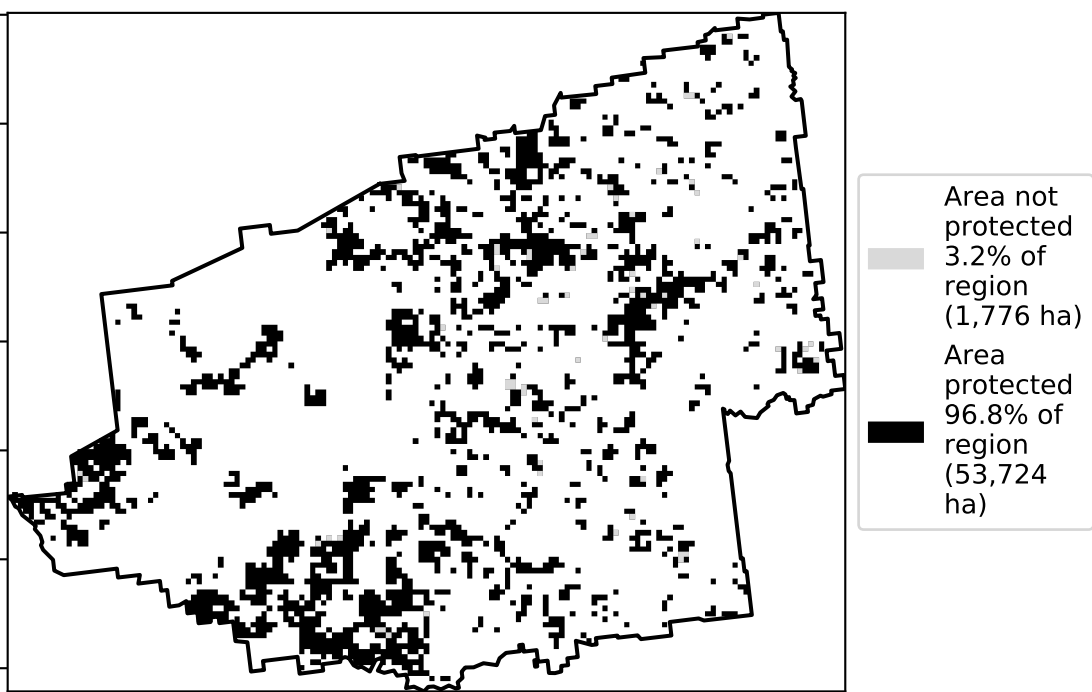 Area not
protected
3.2% of
region
(1,776 ha)
Area
protected
96.8% of
region
(53,724
ha)